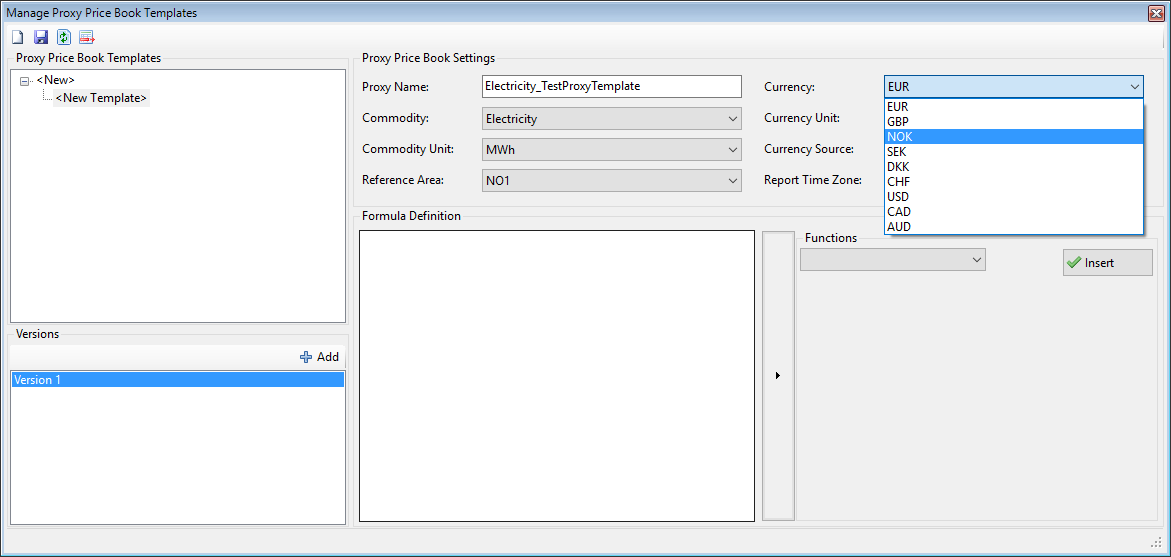 Manage Proxy Price Book Templates
Proxy Price Book Templates
<New>
<New Template>
Versions
Add
Version 1
Proxy Price Book Settings
Proxy Name:
Electricity_TestProxyTemplate
Commodity:
Electricity
Commodity Unit:
MWh
Reference Area:
NO1
Currency:
EUR
Currency Unit:
Currency Source:
Report Time Zone:
EUR
GBP
NOK
SEK
DKK
CHF
USD
CAD
AUD
Formula Definition
Functions
Insert